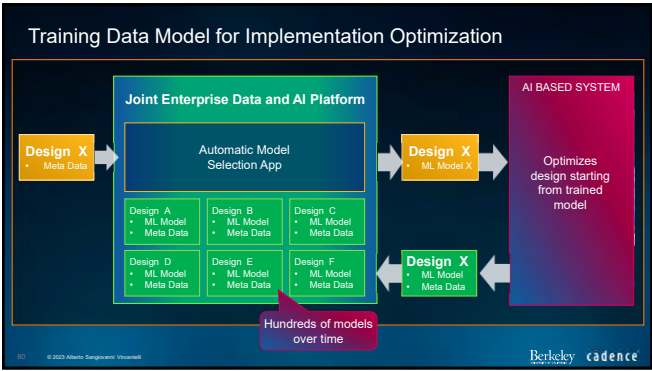 Training Data Model for Implementation Optimization
Joint Enterprise Data and AI Platform
AI BASED SYSTEM
Design X
• Meta Data
Automatic Model
Selection App
Design X
• ML Model X
Optimizes
design starting
from trained
model
Design A
• ML Model
• Meta Data
Design B
• ML Model
• Meta Data
Design C
• ML Model
• Meta Data
Design D
• ML Model
• Meta Data
Design E
• ML Model
• Meta Data
Design F
• ML Model
• Meta Data
Design X
• ML Model
• Meta Data
Hundreds of models
over time
80
© 2023 Alberto Sangiovanni Vincentelli
Berkeley
cadence